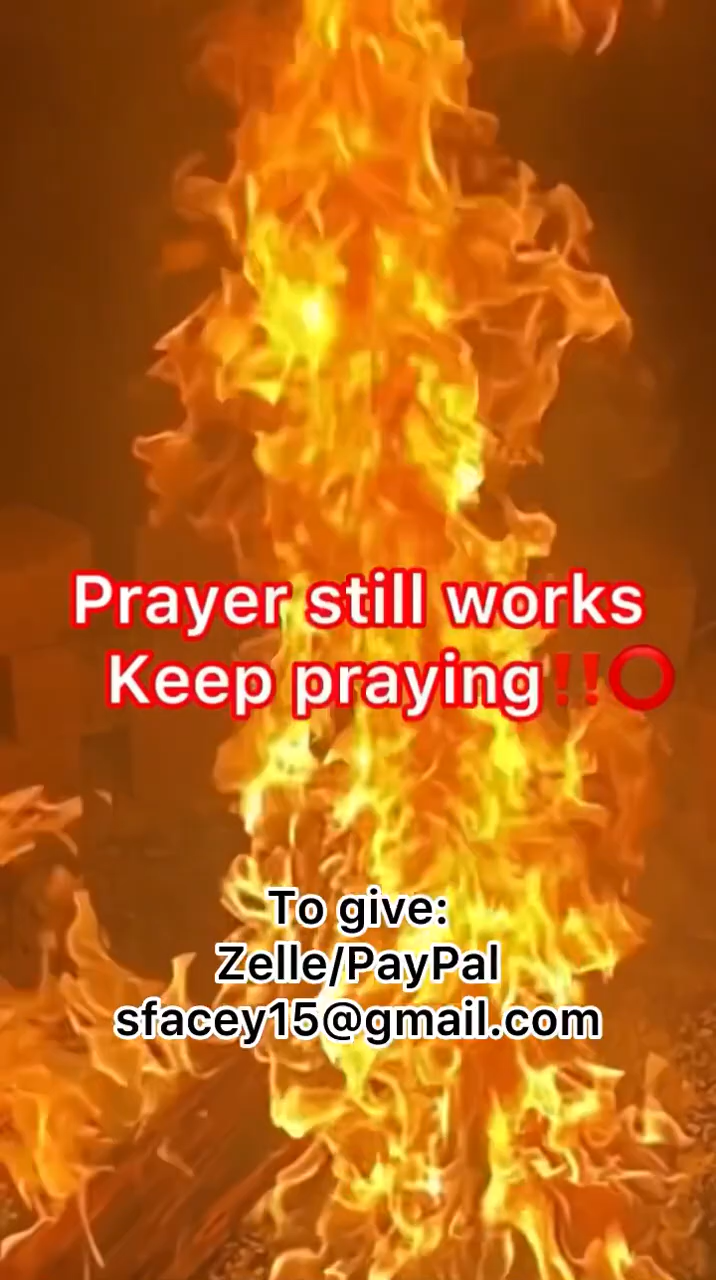 Prayer still works
Keep praying‼️⭕
To give:
Zelle/PayPal
sfacey15@gmail.com